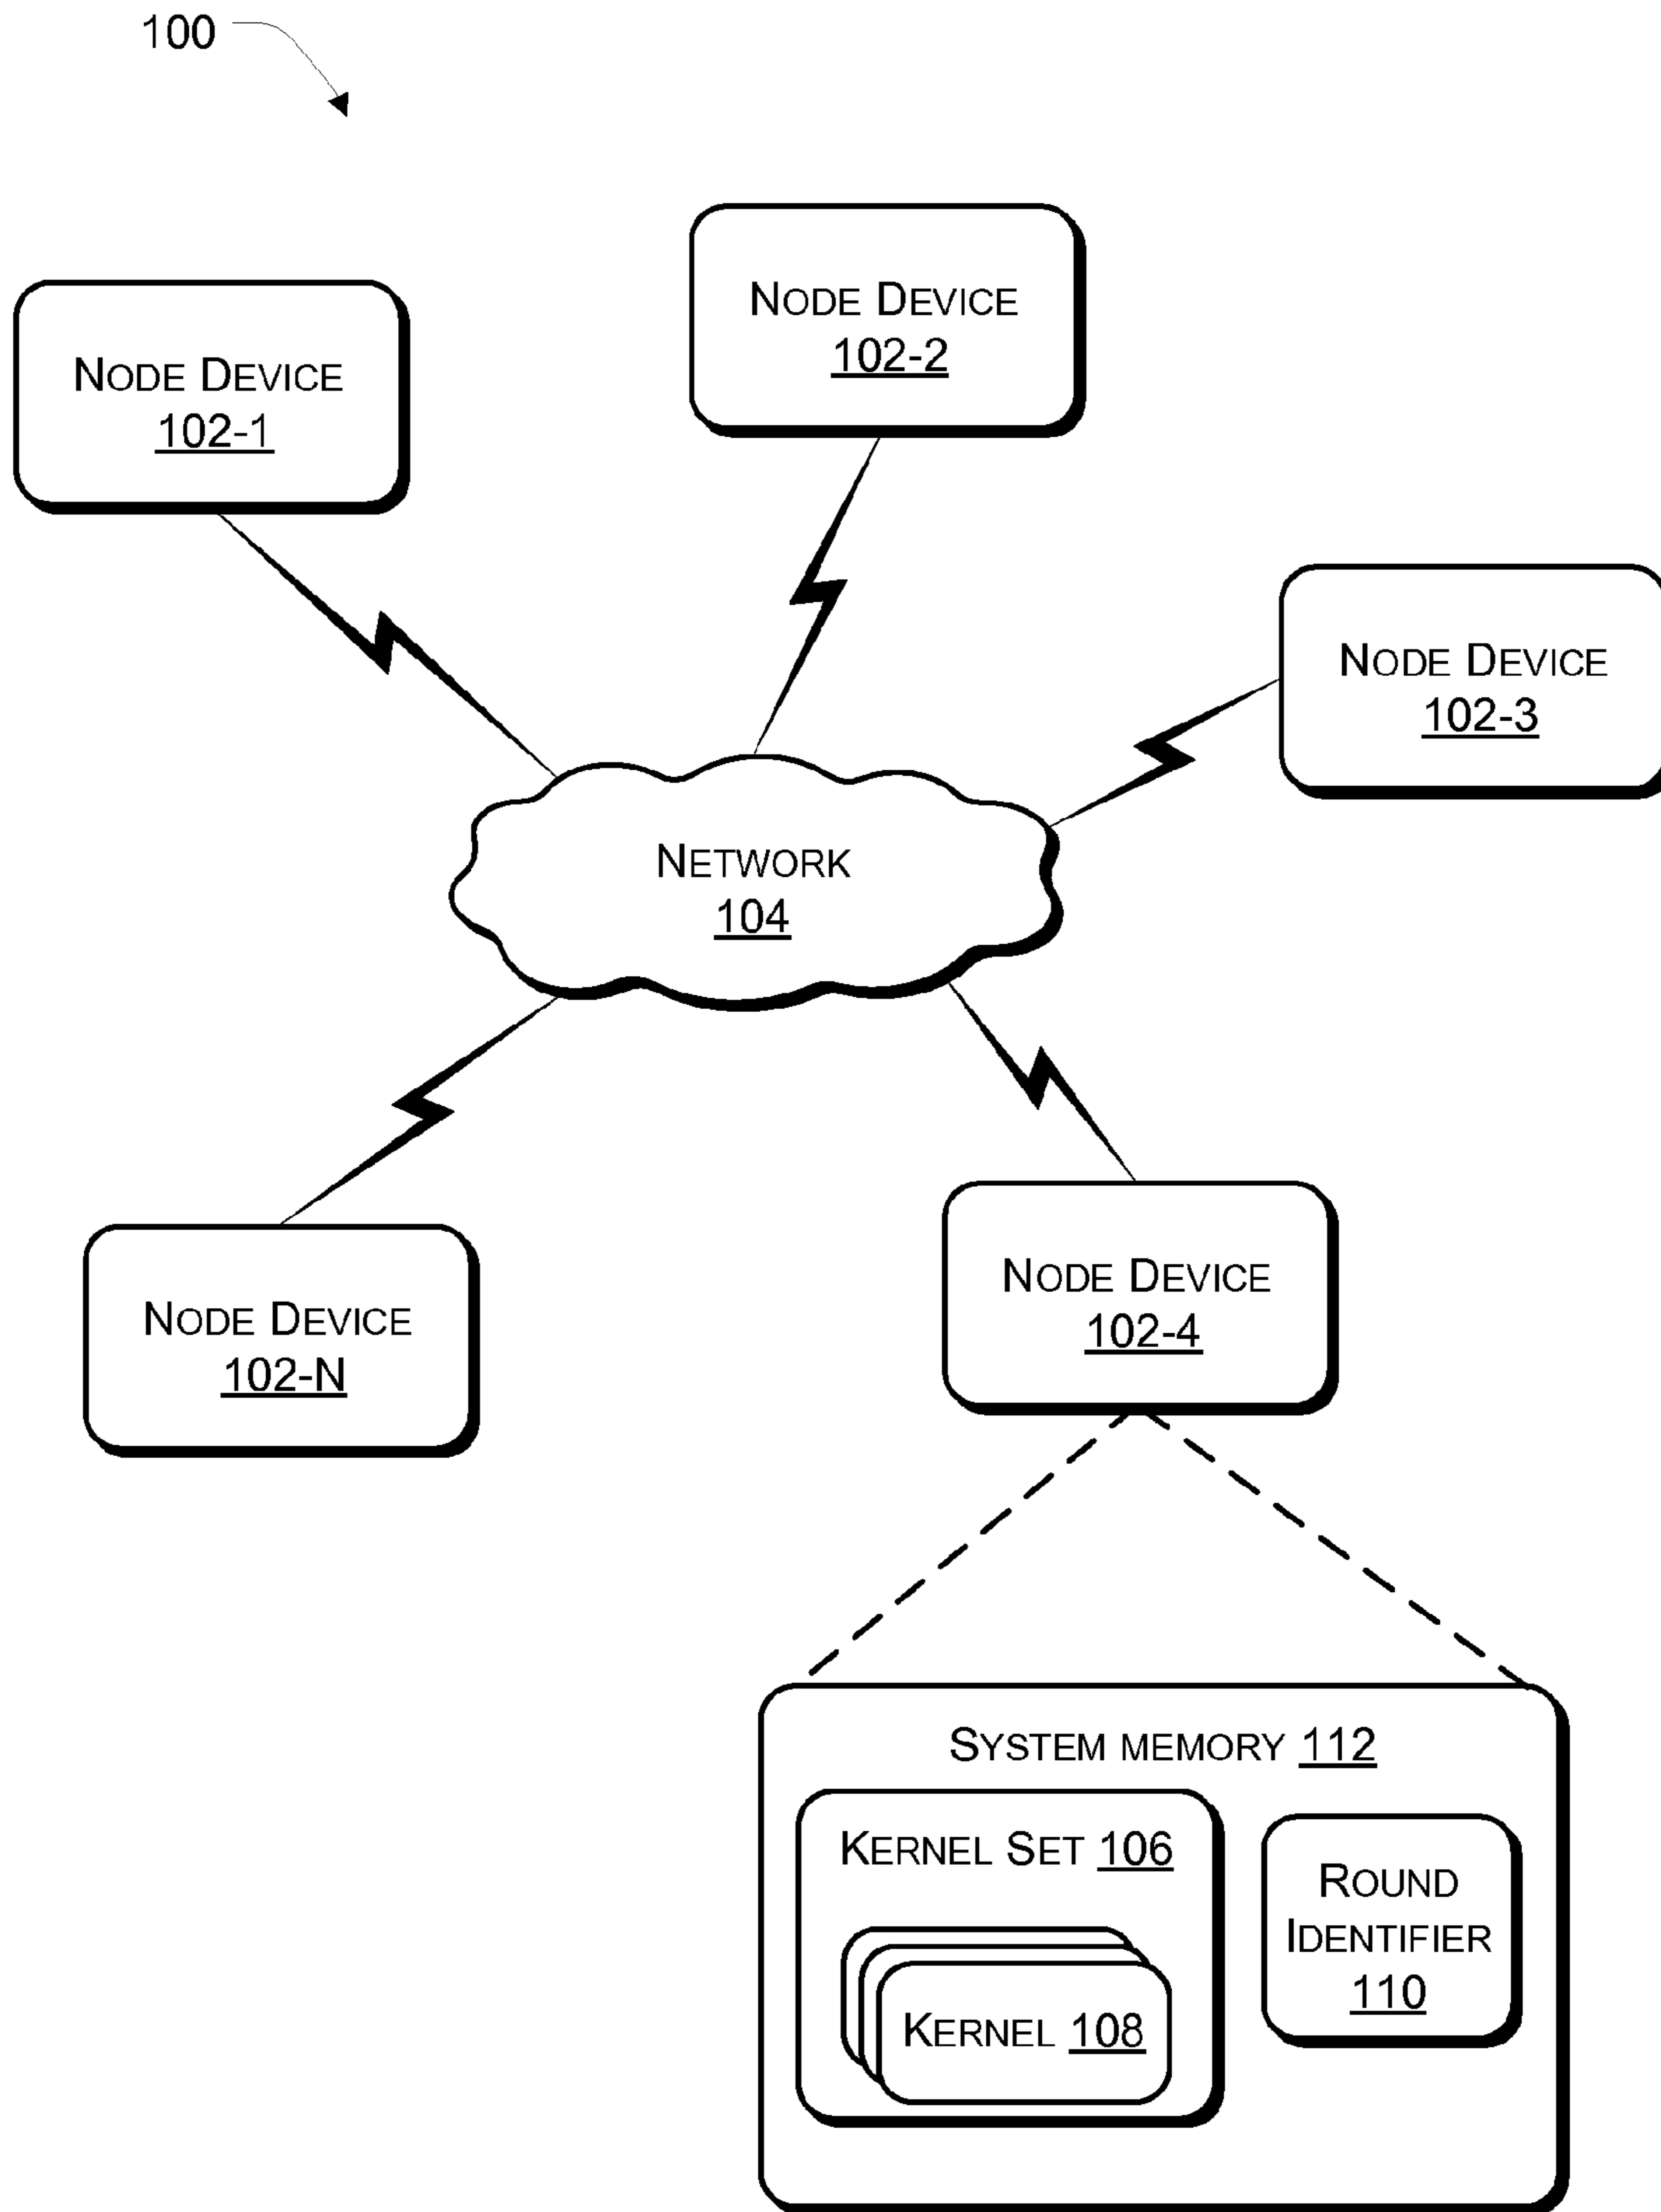 100
NODE DEVICE
102-2
NODE DEVICE
102-1
NODE DEVICE
102-3
NETWORK
104
NODE DEVICE
102-4
NODE DEVICE
102-N
SYSTEM MEMORY 112
KERNEL SET 106
ROUND
IDENTIFIER
110
KERNEL 108